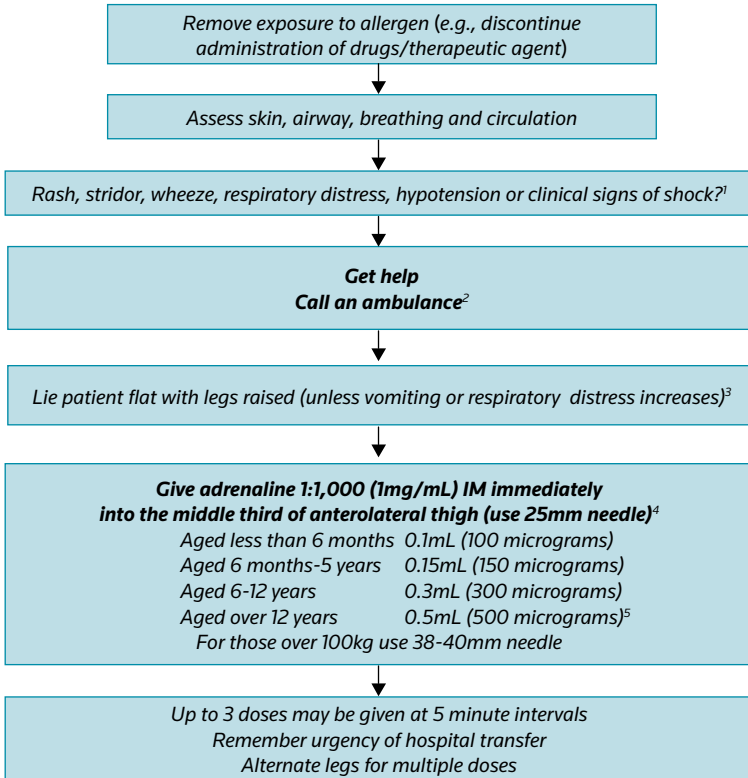 Remove exposure to allergen (e.g., discontinue
administration of drugs/therapeutic agent)
Assess skin, airway, breathing and circulation
Rash, stridor, wheeze, respiratory distress, hypotension or clinical signs of shock?1
Get help
Call an ambulance2
Lie patient flat with legs raised (unless vomiting or respiratory distress increases)3
Give adrenaline 1:1,000 (1mg/mL) IM immediately
into the middle third of anterolateral thigh (use 25mm needle)4
Aged less than 6 months 0.1mL (100 micrograms)
Aged 6 months-5 years 0.15mL (150 micrograms)
Aged 6-12 years 0.3mL (300 micrograms)
Aged over 12 years 0.5mL (500 micrograms)5
For those over 100kg use 38-40mm needle
Up to 3 doses may be given at 5 minute intervals
Remember urgency of hospital transfer
Alternate legs for multiple doses